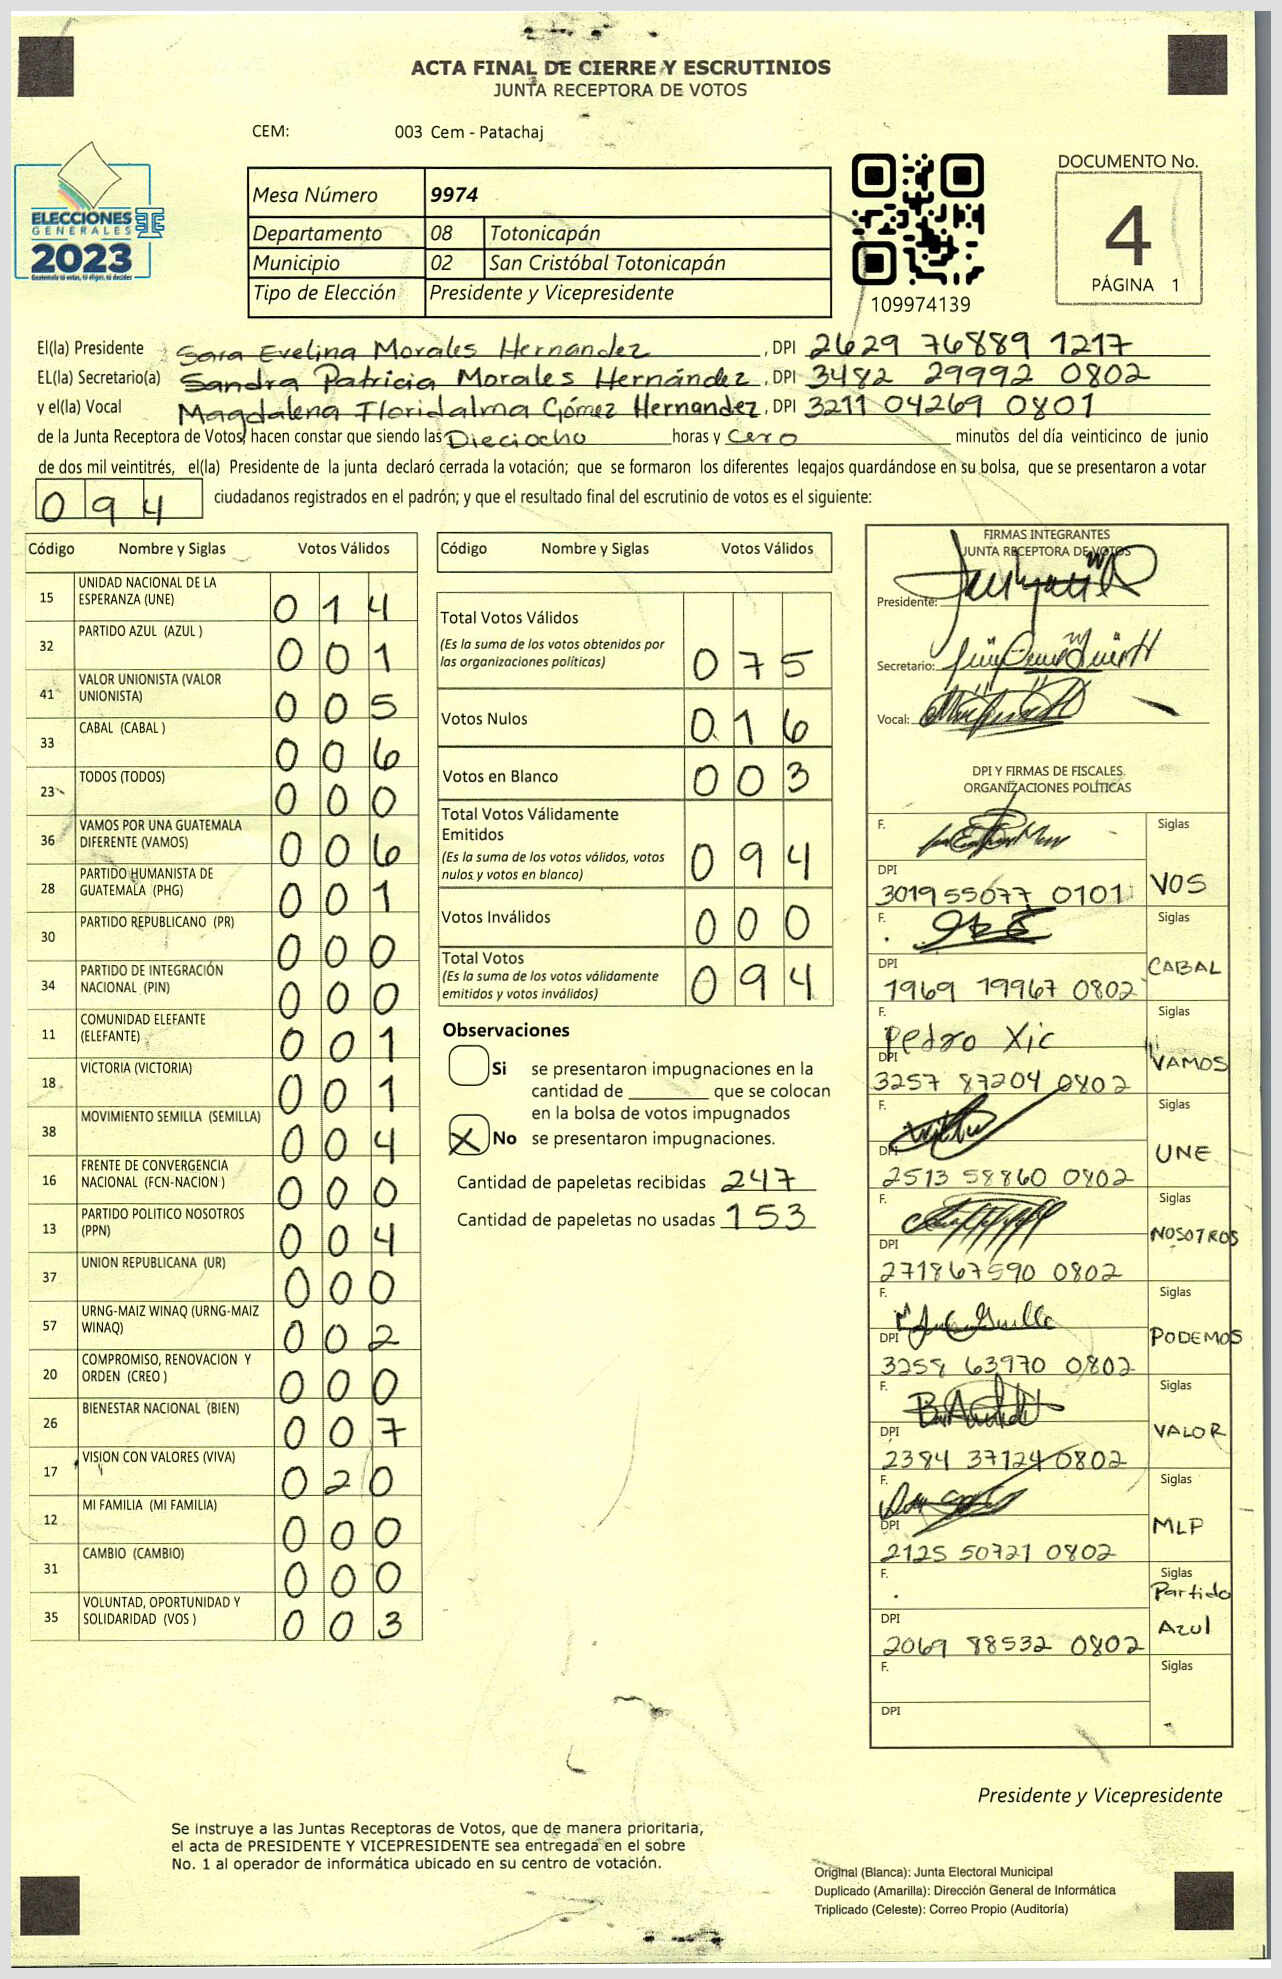 ACTA FINAL DE CIERRE Y ESCRUTINIOS
JUNTA RECEPTORA DE VOTOS
CEM: 003 Cem - Patachaj
ELECCIONES
GENERALES
2023
Guatemala tú votas, tú eliges, tú decides
Mesa Número 9974
Departamento 08 Totonicapán
Municipio 02 San Cristóbal Totonicapán
Tipo de Elección Presidente y Vicepresidente
109974139
DOCUMENTO No.
4
PÁGINA 1
El(la) Presidente Sara Evelina Morales Hernandez, DPI 2629 76889 1217
EL(la) Secretario(a) Sandra Patricia Morales Hernández, DPI 3482 29992 0802
y el(la) Vocal Magdalena Floridalma Gómez Hernandez, DPI 3211 04269 0801
de la Junta Receptora de Votos, hacen constar que siendo las Dieciocho horas y Cero minutos del día veinticinco de junio
de dos mil veintitrés, el(la) Presidente de la junta declaró cerrada la votación; que se formaron los diferentes legajos guardándose en su bolsa, que se presentaron a votar
094 ciudadanos registrados en el padrón; y que el resultado final del escrutinio de votos es el siguiente:
Código Nombre y Siglas Votos Válidos
15 UNIDAD NACIONAL DE LA ESPERANZA (UNE) 014
32 PARTIDO AZUL (AZUL ) 001
41 VALOR UNIONISTA (VALOR UNIONISTA) 005
33 CABAL (CABAL ) 006
23 TODOS (TODOS) 000
36 VAMOS POR UNA GUATEMALA DIFERENTE (VAMOS) 006
28 PARTIDO HUMANISTA DE GUATEMALA (PHG) 001
30 PARTIDO REPUBLICANO (PR) 000
34 PARTIDO DE INTEGRACIÓN NACIONAL (PIN) 000
11 COMUNIDAD ELEFANTE (ELEFANTE) 001
18 VICTORIA (VICTORIA) 001
38 MOVIMIENTO SEMILLA (SEMILLA) 004
16 FRENTE DE CONVERGENCIA NACIONAL (FCN-NACION ) 000
13 PARTIDO POLITICO NOSOTROS (PPN) 004
37 UNION REPUBLICANA (UR) 000
57 URNG-MAIZ WINAQ (URNG-MAIZ WINAQ) 002
20 COMPROMISO, RENOVACION Y ORDEN (CREO ) 000
26 BIENESTAR NACIONAL (BIEN) 007
17 VISION CON VALORES (VIVA) 020
12 MI FAMILIA (MI FAMILIA) 000
31 CAMBIO (CAMBIO) 000
35 VOLUNTAD, OPORTUNIDAD Y SOLIDARIDAD (VOS ) 003
Código Nombre y Siglas Votos Válidos
Total Votos Válidos
(Es la suma de los votos obtenidos por
las organizaciones políticas) 075
Votos Nulos 016
Votos en Blanco 003
Total Votos Válidamente
Emitidos
(Es la suma de los votos válidos, votos
nulos y votos en blanco) 094
Votos Inválidos 000
Total Votos
(Es la suma de los votos válidamente
emitidos y votos inválidos) 094
Observaciones
Si se presentaron impugnaciones en la
cantidad de ________ que se colocan
en la bolsa de votos impugnados
X No se presentaron impugnaciones.
Cantidad de papeletas recibidas 247
Cantidad de papeletas no usadas 153
FIRMAS INTEGRANTES
JUNTA RECEPTORA DE VOTOS
Presidente:
Secretario:
Vocal:
DPI Y FIRMAS DE FISCALES
ORGANIZACIONES POLÍTICAS
F. Siglas
DPI
3019 55077 0101 VOS
F. Siglas
DPI
1969 19967 0802 CABAL
F. Pedro Xic Siglas
DPI
3257 87204 0802 VAMOS
F. Siglas
DPI
2513 58860 0802 UNE
F. Siglas
DPI
271867590 0802 NOSOTROS
F. Siglas
DPI
3258 63970 0802 PODEMOS
F. Siglas
DPI
2384 37124 0802 VALOR
F. Siglas
DPI
2125 50721 0802 MLP
F. Siglas
DPI
2069 88532 0802 Partido Azul
F. Siglas
DPI
Presidente y Vicepresidente
Se instruye a las Juntas Receptoras de Votos, que de manera prioritaria,
el acta de PRESIDENTE Y VICEPRESIDENTE sea entregada en el sobre
No. 1 al operador de informática ubicado en su centro de votación.
Original (Blanca): Junta Electoral Municipal
Duplicado (Amarilla): Dirección General de Informática
Triplicado (Celeste): Correo Propio (Auditoría)